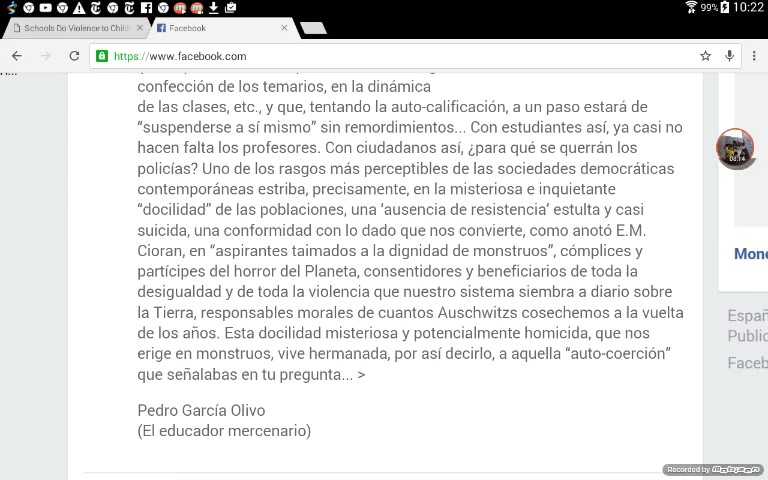 99% 10:22
Schools Do Violence to Child
Facebook
https://www.facebook.com
confección de los temarios, en la dinámica
de las clases, etc., y que, tentando la auto-calificación, a un paso estará de
“suspenderse a sí mismo” sin remordimientos... Con estudiantes así, ya casi no
hacen falta los profesores. Con ciudadanos así, ¿para qué se querrán los
policías? Uno de los rasgos más perceptibles de las sociedades democráticas
contemporáneas estriba, precisamente, en la misteriosa e inquietante
“docilidad” de las poblaciones, una ‘ausencia de resistencia’ estulta y casi
suicida, una conformidad con lo dado que nos convierte, como anotó E.M.
Cioran, en “aspirantes taimados a la dignidad de monstruos”, cómplices y
partícipes del horror del Planeta, consentidores y beneficiarios de toda la
desigualdad y de toda la violencia que nuestro sistema siembra a diario sobre
la Tierra, responsables morales de cuantos Auschwitzs cosechemos a la vuelta
de los años. Esta docilidad misteriosa y potencialmente homicida, que nos
erige en monstruos, vive hermanada, por así decirlo, a aquella “auto-coerción”
que señalabas en tu pregunta... >
Pedro García Olivo
(El educador mercenario)
08:14
Mone
Españ
Public
Faceb
Recorded by Mobizen